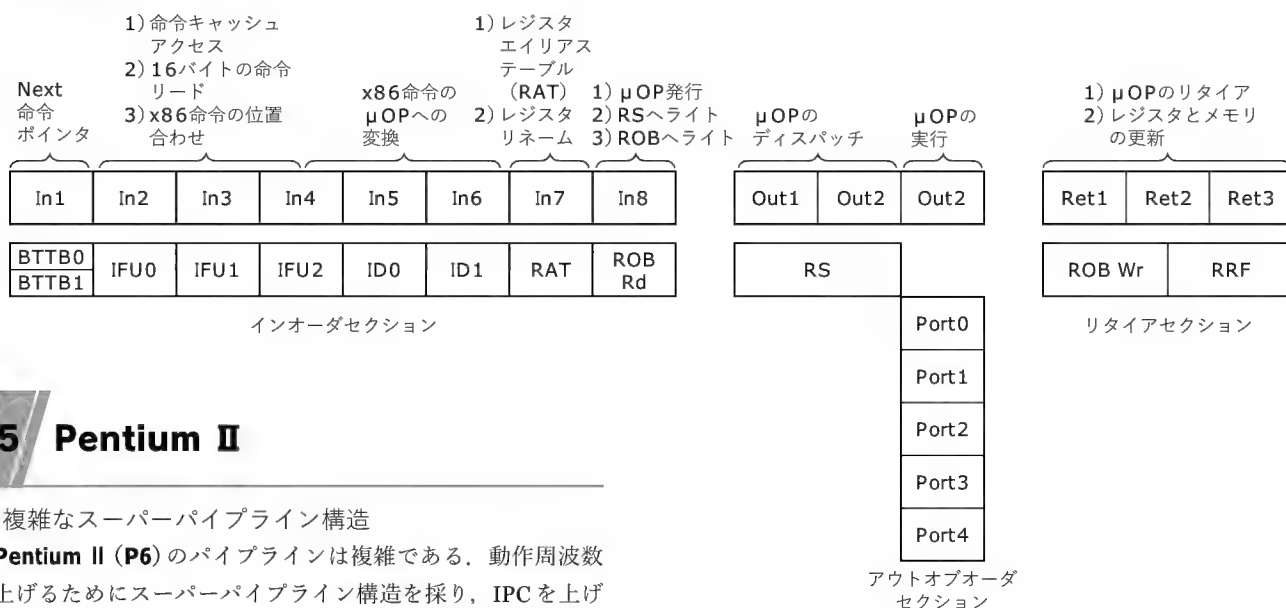 Next
命令
ポインタ
1)命令キャッシュ
アクセス
2)16バイトの命令
リード
3)x86命令の位置
合わせ
x86命令の
μOPへの
変換
1)レジスタ
エイリアス
テーブル
(RAT)
2)レジスタ
リネーム
1)μOP発行
2)RSへライト
3)ROBへライト
μOPの
ディスパッチ
μOPの
実行
1)μOPのリタイア
2)レジスタとメモリ
の更新
In1 In2 In3 In4 In5 In6 In7 In8
Out1 Out2 Out2
Ret1 Ret2 Ret3
BTTB0
BTTB1
IFU0 IFU1 IFU2 ID0 ID1 RAT
ROB
Rd
RS
ROB Wr RRF
インオーダセクション
リタイアセクション
Port0
Port1
Port2
Port3
Port4
アウトオブオーダ
セクション
5 Pentium II
複雑なスーパーパイプライン構造
Pentium II(P6)のパイプラインは複雑である.動作周波数
上げるためにスーパーパイプライン構造を採り,IPCを上げ